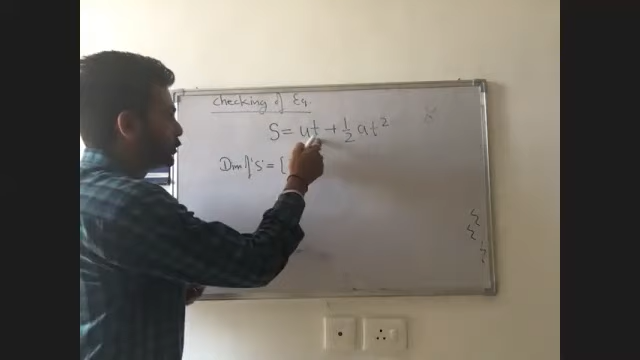 Checking of Eq.
S = ut + 1/2 at²
Dim of 'S' = [